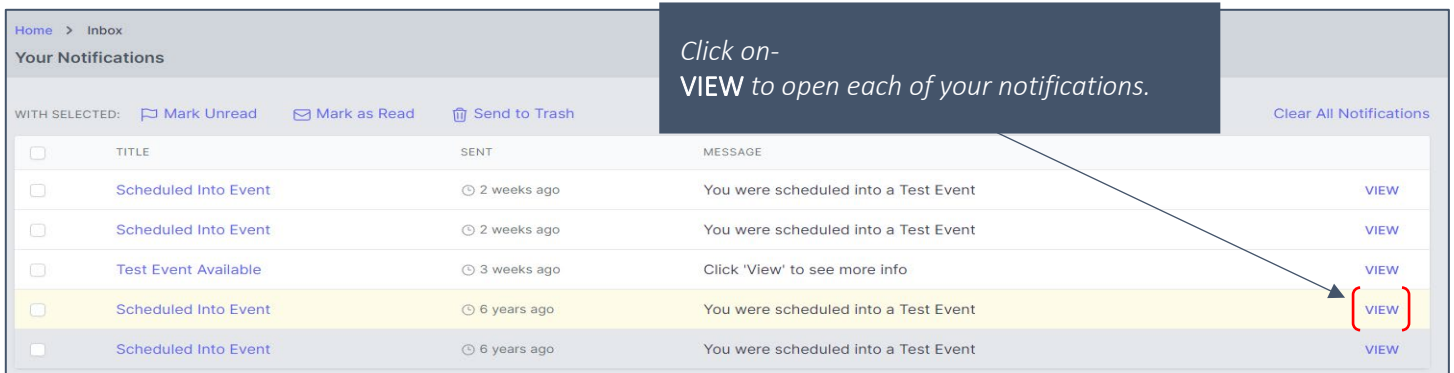 Home > Inbox
Your Notifications
Click on-
VIEW to open each of your notifications.
WITH SELECTED: Mark Unread Mark as Read Send to Trash Clear All Notifications
TITLE SENT MESSAGE
Scheduled Into Event 2 weeks ago You were scheduled into a Test Event VIEW
Scheduled Into Event 2 weeks ago You were scheduled into a Test Event VIEW
Test Event Available 3 weeks ago Click 'View' to see more info VIEW
Scheduled Into Event 6 years ago You were scheduled into a Test Event VIEW
Scheduled Into Event 6 years ago You were scheduled into a Test Event VIEW